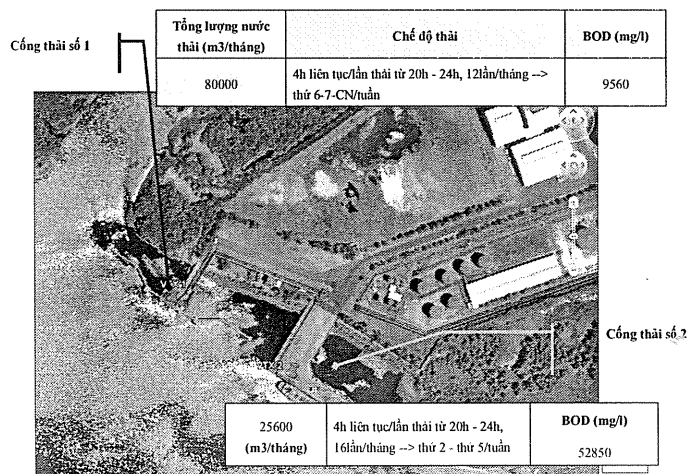 Cống thải số 1
Tổng lượng nước
thải (m3/tháng)
Chế độ thải
BOD (mg/l)
80000
4h liên tục/lần thải từ 20h - 24h, 12lần/tháng -->
thứ 6-7-CN/tuần
9560
Cống thải số 2
25600
(m3/tháng)
4h liên tục/lần thải từ 20h - 24h,
16lần/tháng --> thứ 2 - thứ 5/tuần
BOD (mg/l)
52850